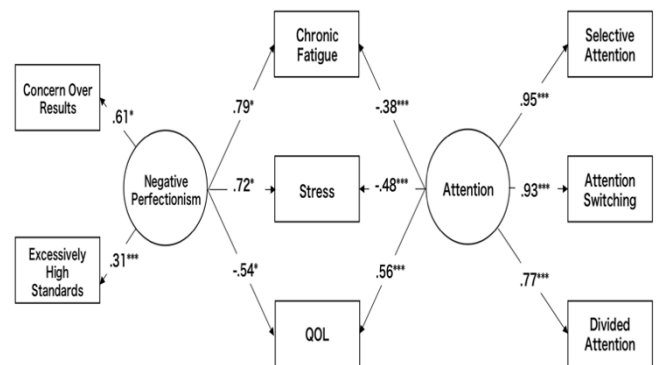 Chronic
Fatigue
Selective
Attention
Concern Over
Results
.61*
.79*
-.38***
.95***
Negative
Perfectionism
.72*
Stress
-.48***
Attention
.93***
Attention
Switching
Excessively
High
Standards
.31***
-.54*
.56***
.77***
QOL
Divided
Attention